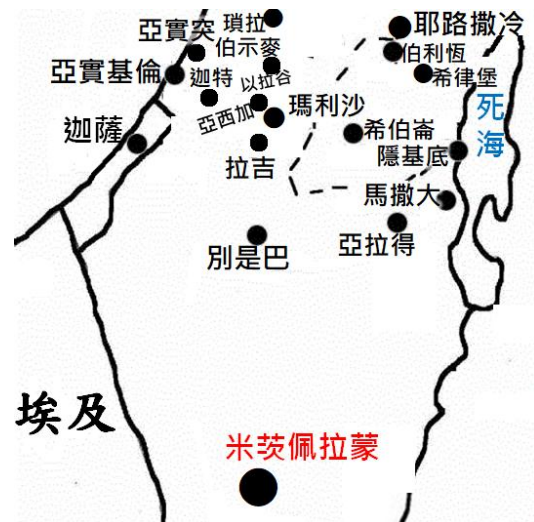 耶路撒冷
瑣拉
亞實突
伯示麥
伯利恆
亞實基倫
迦特
以拉谷
希律堡
亞西加
瑪利沙
死海
迦薩
希伯崙
隱基底
拉吉
馬撒大
別是巴
亞拉得
埃及
米茨佩拉蒙